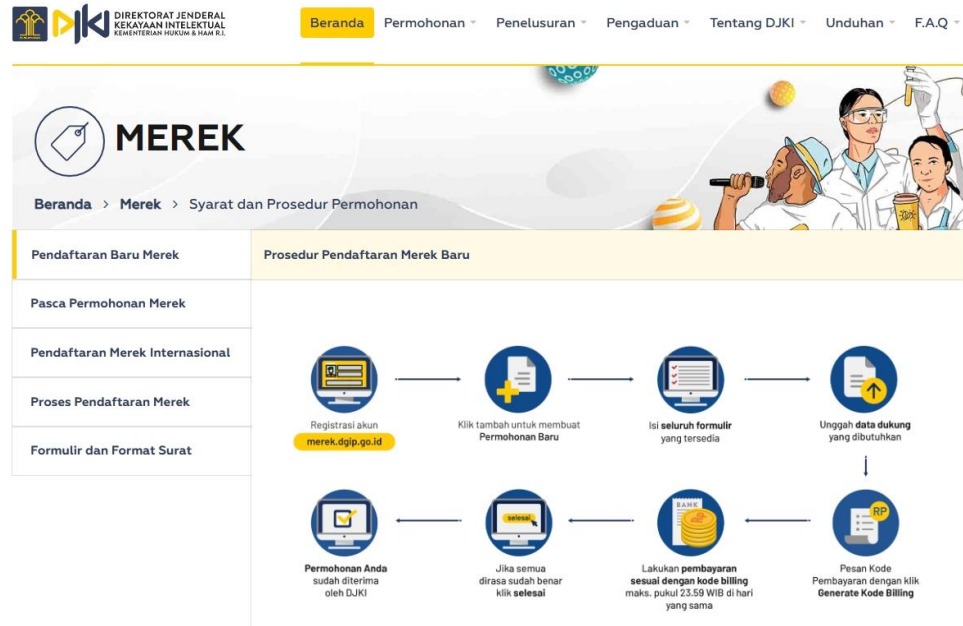 DIREKTORAT JENDERAL
KEKAYAAN INTELEKTUAL
KEMENTERIAN HUKUM & HAM R.I.
Beranda
Permohonan
Penelusuran
Pengaduan
Tentang DJKI
Unduhan
F.A.Q
MEREK
Beranda > Merek > Syarat dan Prosedur Permohonan
Pendaftaran Baru Merek
Pasca Permohonan Merek
Pendaftaran Merek Internasional
Proses Pendaftaran Merek
Formulir dan Format Surat
Prosedur Pendaftaran Merek Baru
Registrasi akun
merek.dgip.go.id
Klik tambah untuk membuat
Permohonan Baru
Isi seluruh formulir
yang tersedia
Unggah data dukung
yang dibutuhkan
RP
Pesan Kode
Pembayaran dengan klik
Generate Kode Billing
BANK
Lakukan pembayaran
sesuai dengan kode billing
maks. pukul 23.59 WIB di hari
yang sama
selesai
Jika semua
dirasa sudah benar
klik selesai
Permohonan Anda
sudah diterima
oleh DJKI